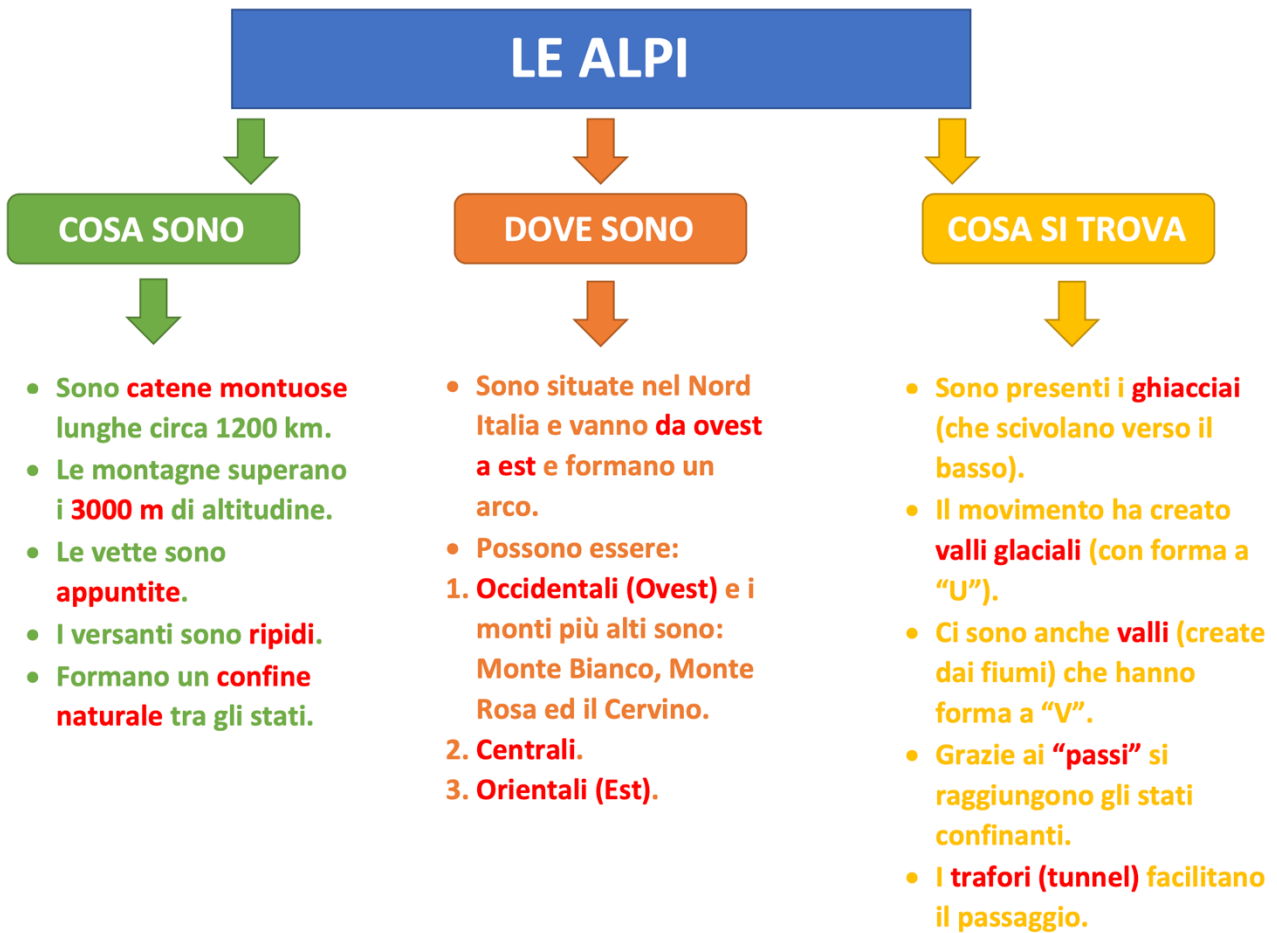 LE ALPI
COSA SONO
• Sono catene montuose
lunghe circa 1200 km.
• Le montagne superano
i 3000 m di altitudine.
• Le vette sono
appuntite.
• I versanti sono ripidi.
• Formano un confine
naturale tra gli stati.
DOVE SONO
• Sono situate nel Nord
Italia e vanno da ovest
a est e formano un
arco.
• Possono essere:
1. Occidentali (Ovest) e i
monti più alti sono:
Monte Bianco, Monte
Rosa ed il Cervino.
2. Centrali.
3. Orientali (Est).
COSA SI TROVA
• Sono presenti i ghiacciai
(che scivolano verso il
basso).
• Il movimento ha creato
valli glaciali (con forma a
“U”).
• Ci sono anche valli (create
dai fiumi) che hanno
forma a “V”.
• Grazie ai “passi” si
raggiungono gli stati
confinanti.
• I trafori (tunnel) facilitano
il passaggio.